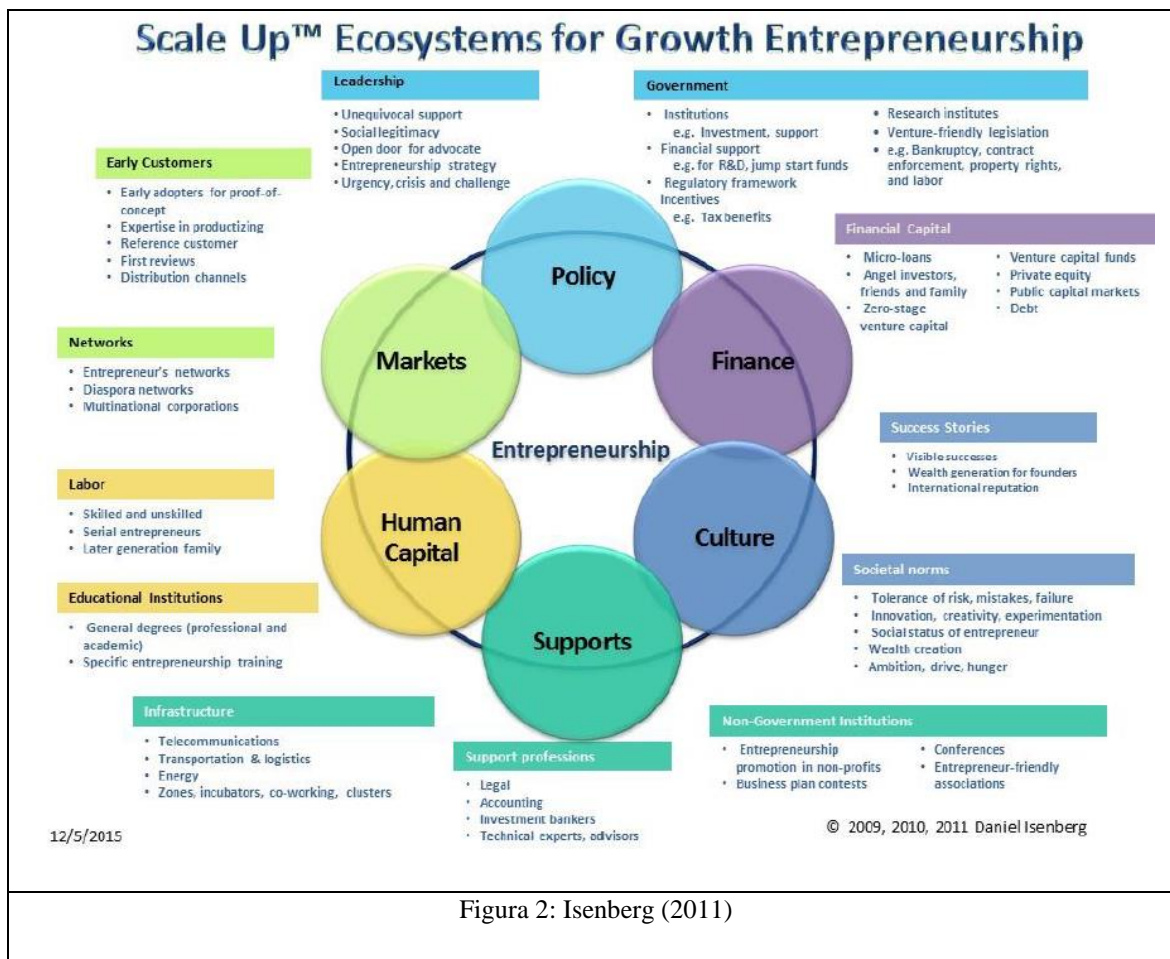 Scale Up™ Ecosystems for Growth Entrepreneurship
Leadership
• Unequivocal support
• Social legitimacy
• Open door for advocate
• Entrepreneurship strategy
• Urgency, crisis and challenge
Government
• Institutions
e.g. Investment, support
• Financial support
e.g. for R&D, jump start funds
• Regulatory framework
Incentives
e.g. Tax benefits
• Research institutes
• Venture-friendly legislation
• e.g. Bankruptcy, contract
enforcement, property rights,
and labor
Early Customers
• Early adopters for proof-of-
concept
• Expertise in productizing
• Reference customer
• First reviews
• Distribution channels
Financial Capital
• Micro-loans
• Angel investors,
friends and family
• Zero-stage
venture capital
• Venture capital funds
• Private equity
• Public capital markets
• Debt
Networks
• Entrepreneur's networks
• Diaspora networks
• Multinational corporations
Policy
Markets
Finance
Entrepreneurship
Human
Capital
Culture
Supports
Success Stories
• Visible successes
• Wealth generation for founders
• International reputation
Labor
• Skilled and unskilled
• Serial entrepreneurs
• Later generation family
Societal norms
• Tolerance of risk, mistakes, failure
• Innovation, creativity, experimentation
• Social status of entrepreneur
• Wealth creation
• Ambition, drive, hunger
Educational Institutions
• General degrees (professional and
academic)
• Specific entrepreneurship training
Infrastructure
• Telecommunications
• Transportation & logistics
• Energy
• Zones, incubators, co-working, clusters
Support professions
• Legal
• Accounting
• Investment bankers
• Technical experts, advisors
Non-Government Institutions
• Entrepreneurship
promotion in non-profits
• Business plan contests
• Conferences
• Entrepreneur-friendly
associations
12/5/2015
© 2009, 2010, 2011 Daniel Isenberg
Figura 2: Isenberg (2011)